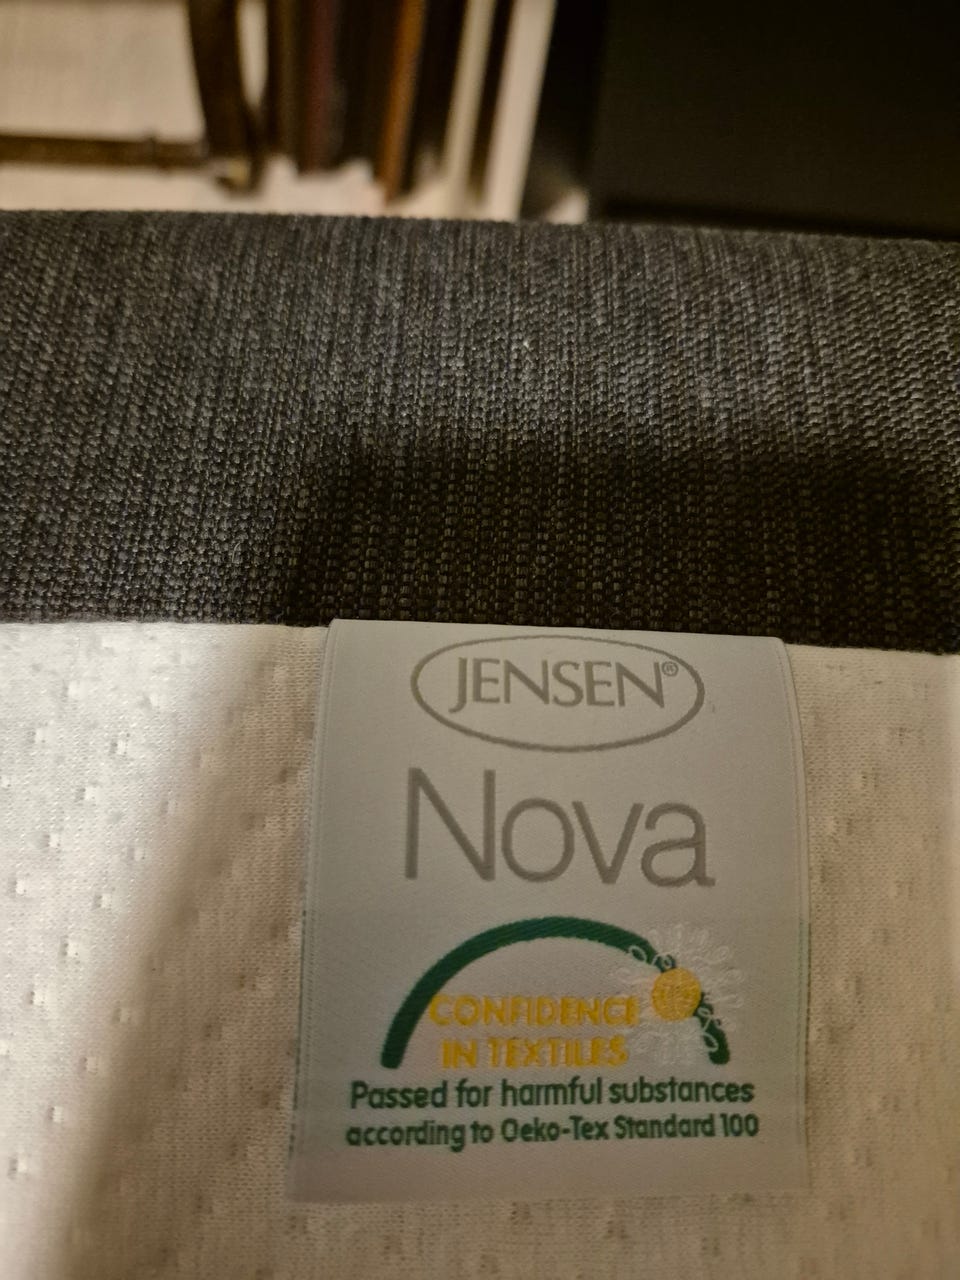 JENSEN®
Nova
CONFIDENCE
IN TEXTILES
Passed for harmful substances
according to Oeko-Tex Standard 100